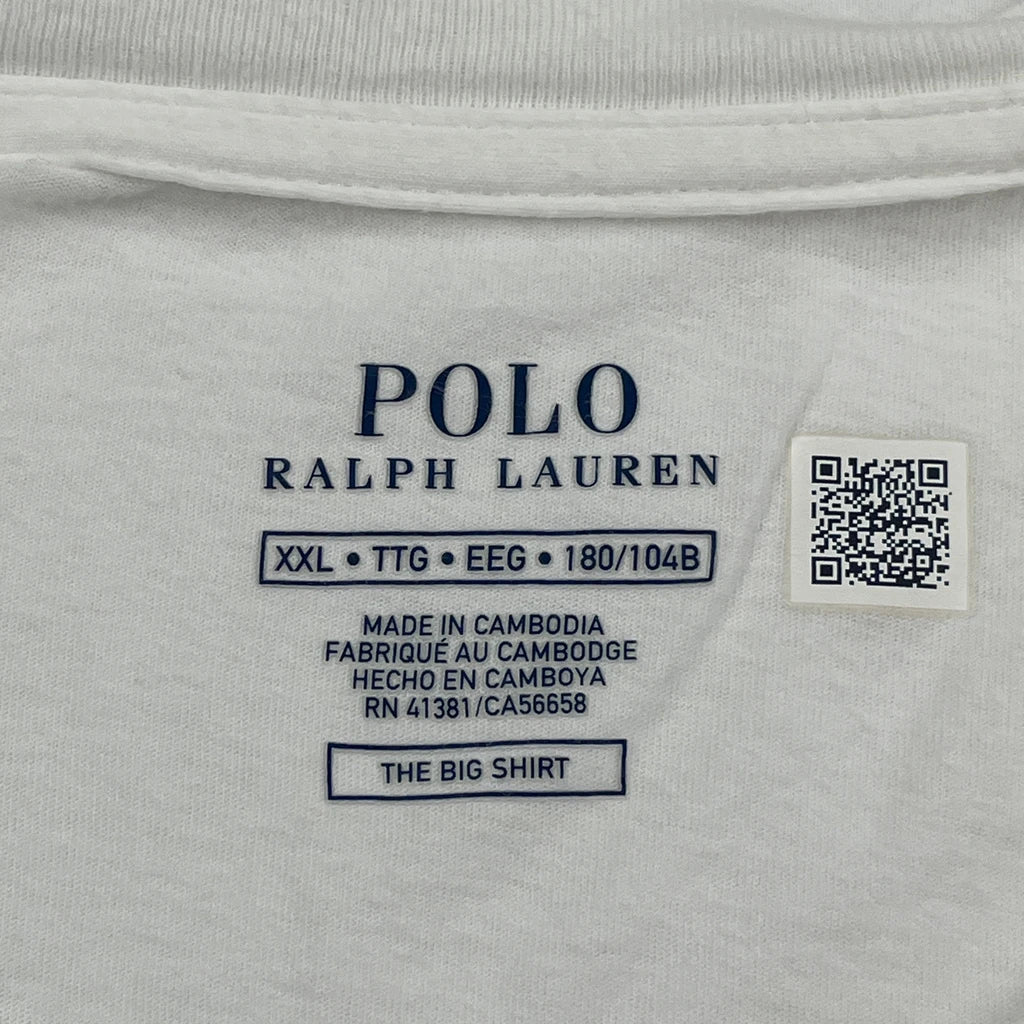 POLO
RALPH LAUREN
XXL • TTG • EEG • 180/104B
MADE IN CAMBODIA
FABRIQUÉ AU CAMBODGE
HECHO EN CAMBOYA
RN 41381/CA56658
THE BIG SHIRT